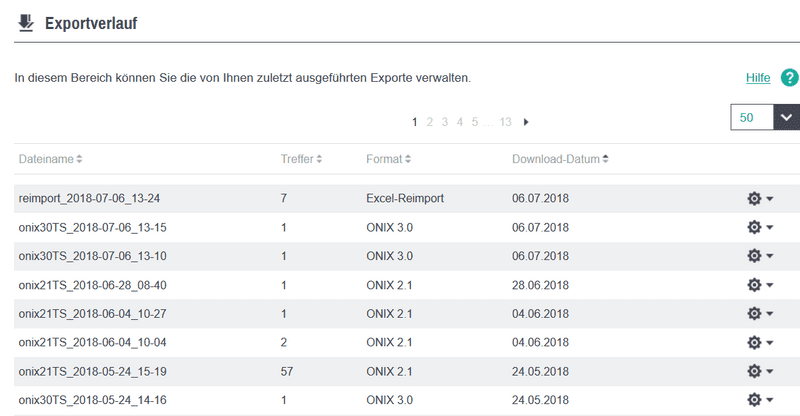 Exportverlauf
In diesem Bereich können Sie die von Ihnen zuletzt ausgeführten Exporte verwalten.
Hilfe ?
1 2 3 4 5 ... 13
50
Dateiname Treffer Format Download-Datum
reimport_2018-07-06_13-24 7 Excel-Reimport 06.07.2018
onix30TS_2018-07-06_13-15 1 ONIX 3.0 06.07.2018
onix30TS_2018-07-06_13-10 1 ONIX 3.0 06.07.2018
onix21TS_2018-06-28_08-40 1 ONIX 2.1 28.06.2018
onix21TS_2018-06-04_10-27 1 ONIX 2.1 04.06.2018
onix21TS_2018-06-04_10-04 2 ONIX 2.1 04.06.2018
onix21TS_2018-05-24_15-19 57 ONIX 2.1 24.05.2018
onix30TS_2018-05-24_14-16 1 ONIX 3.0 24.05.2018